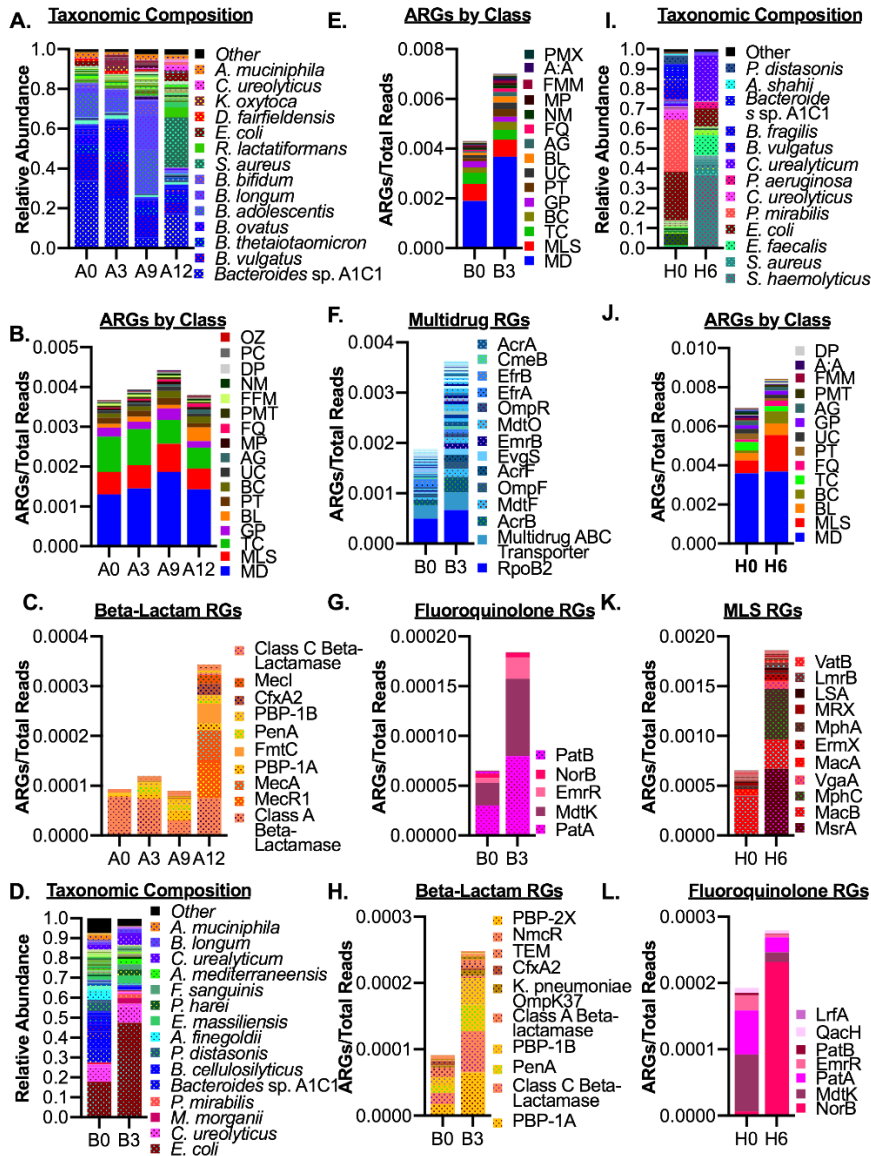 A. Taxonomic Composition
Relative Abundance
1.0
0.8
0.6
0.4
0.2
0.0
A0 A3 A9 A12
Other
A. muciniphila
C. ureolyticus
K. oxytoca
D. fairfieldensis
E. coli
R. lactatiformans
S. aureus
B. bifidum
B. longum
B. adolescentis
B. ovatus
B. thetaiotaomicron
B. vulgatus
Bacteroides sp. A1C1
E. ARGs by Class
ARGs/Total Reads
0.008
0.006
0.004
0.002
0.000
B0 B3
PMX
A:A
FMM
MP
NM
FQ
AG
BL
UC
PT
GP
BC
TC
MLS
MD
I. Taxonomic Composition
Relative Abundance
1.0
0.9
0.8
0.7
0.6
0.5
0.4
0.3
0.2
0.1
0.0
H0 H6
Other
P. distasonis
A. shahii
Bacteroide
s sp. A1C1
B. fragilis
B. vulgatus
C. urealyticum
P. aeruginosa
C. ureolyticus
P. mirabilis
E. coli
E. faecalis
S. aureus
S. haemolyticus
B. ARGs by Class
ARGs/Total Reads
0.005
0.004
0.003
0.002
0.001
0.000
A0 A3 A9 A12
OZ
PC
DP
NM
FFM
PMT
FQ
MP
AG
UC
BC
PT
BL
GP
TC
MLS
MD
F. Multidrug RGs
ARGs/Total Reads
0.004
0.003
0.002
0.001
0.000
B0 B3
AcrA
CmeB
EfrB
EfrA
OmpR
MdtO
EmrB
EvgS
AcrF
OmpF
MdtF
AcrB
Multidrug ABC
Transporter
RpoB2
J. ARGs by Class
ARGs/Total Reads
0.010
0.008
0.006
0.004
0.002
0.000
H0 H6
DP
A:A
FMM
PMT
AG
GP
UC
PT
FQ
TC
BC
BL
MLS
MD
C. Beta-Lactam RGs
ARGs/Total Reads
0.0004
0.0003
0.0002
0.0001
0.0000
A0 A3 A9 A12
Class C Beta-
Lactamase
MecI
CfxA2
PBP-1B
PenA
FmtC
PBP-1A
MecA
MecR1
Class A
Beta-
Lactamase
G. Fluoroquinolone RGs
ARGs/Total Reads
0.00020
0.00015
0.00010
0.00005
0.00000
B0 B3
PatB
NorB
EmrR
MdtK
PatA
K. MLS RGs
ARGs/Total Reads
0.0020
0.0015
0.0010
0.0005
0.0000
H0 H6
VatB
LmrB
LSA
MRX
MphA
ErmX
MacA
VgaA
MphC
MacB
MsrA
D. Taxonomic Composition
Relative Abundance
1.0
0.9
0.8
0.7
0.6
0.5
0.4
0.3
0.2
0.1
0.0
B0 B3
Other
A. muciniphila
B. longum
C. urealyticum
A. mediterraneensis
F. sanguinis
P. harei
E. massiliensis
A. finegoldii
P. distasonis
B. cellulosilyticus
Bacteroides sp. A1C1
P. mirabilis
M. morganii
C. ureolyticus
E. coli
H. Beta-Lactam RGs
ARGs/Total Reads
0.0003
0.0002
0.0001
0.0000
B0 B3
PBP-2X
NmcR
TEM
CfxA2
K. pneumoniae
OmpK37
Class A Beta-
lactamase
PBP-1B
PenA
Class C Beta-
Lactamase
PBP-1A
L. Fluoroquinolone RGs
ARGs/Total Reads
0.0003
0.0002
0.0001
0.0000
H0 H6
LrfA
QacH
PatB
EmrR
PatA
MdtK
NorB